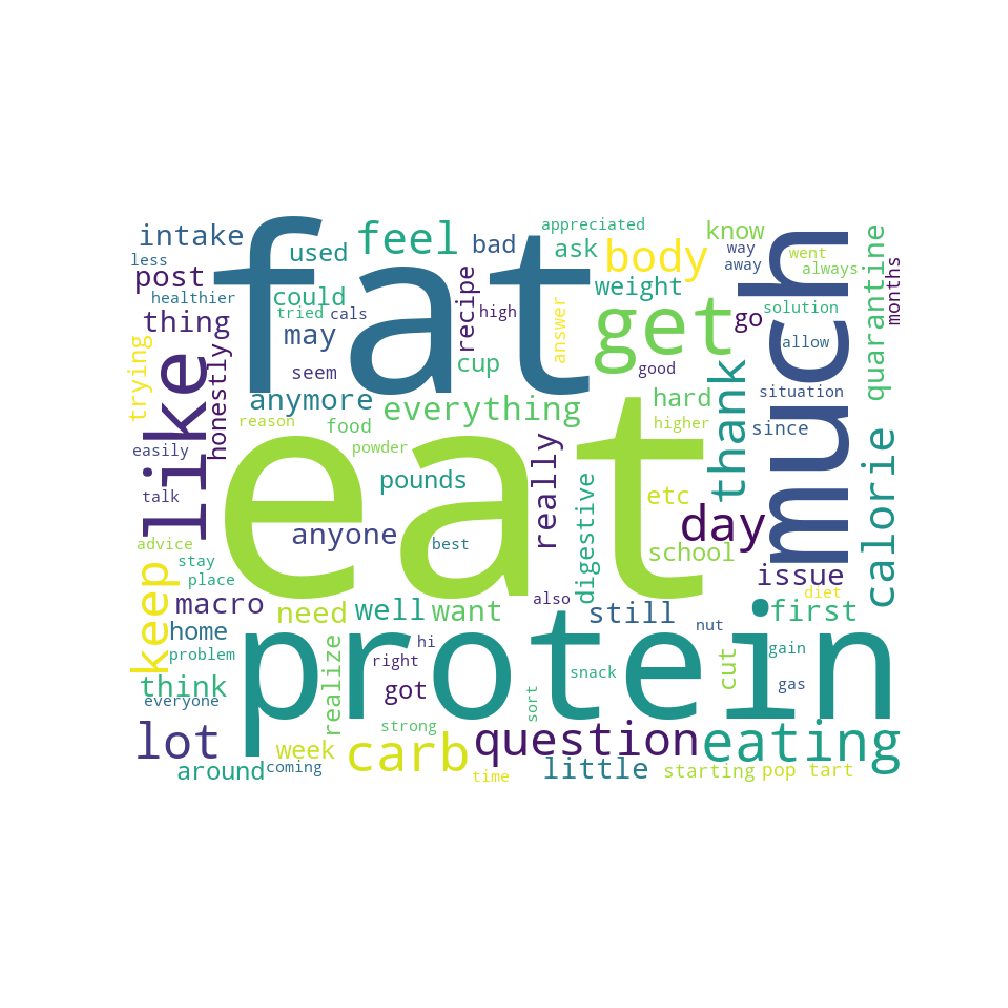 appreciated
intake
used
feel
bad
ask
body
know
way
went
less
fat
away
always
quarantine
months
post
healthier
could
recipe
weight
much
thing
tried
cals
may
high
answer
get
go
solution
trying
like
honestly
seem
cup
good
thank
allow
anymore
everything
hard
situation
reason
food
higher
since
easily
eat
powder
really
calorie
talk
pounds
digestive
etc
day
advice
anyone
best
school
stay
keep
place
issue
macro
need
well
want
also
still
diet
first
home
realize
hi
protein
nut
problem
right
cut
gain
think
got
snack
gas
everyone
strong
sort
lot
week
carb
question
eating
around
coming
time
little
starting
pop tart